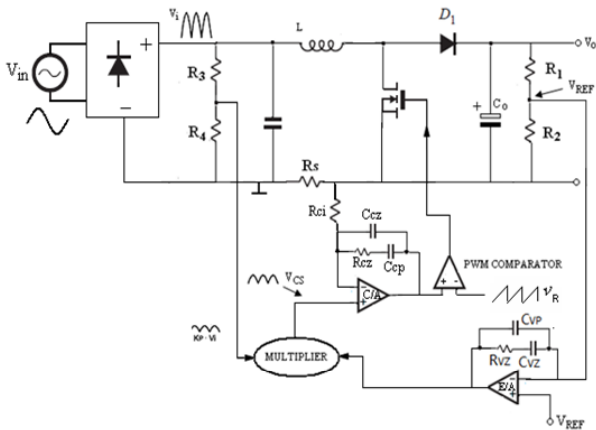 Vi
L
D1
Vo
+
Vin
R3
R1
VREF
−
R4
+
Co
R2
Rs
Rci
Ccz
Rcz
Ccp
PWM COMPARATOR
VCS
−
C/A
+
+ -
vR
KP · Vi
MULTIPLIER
CVP
RVZ CVZ
−
E/A
+
VREF